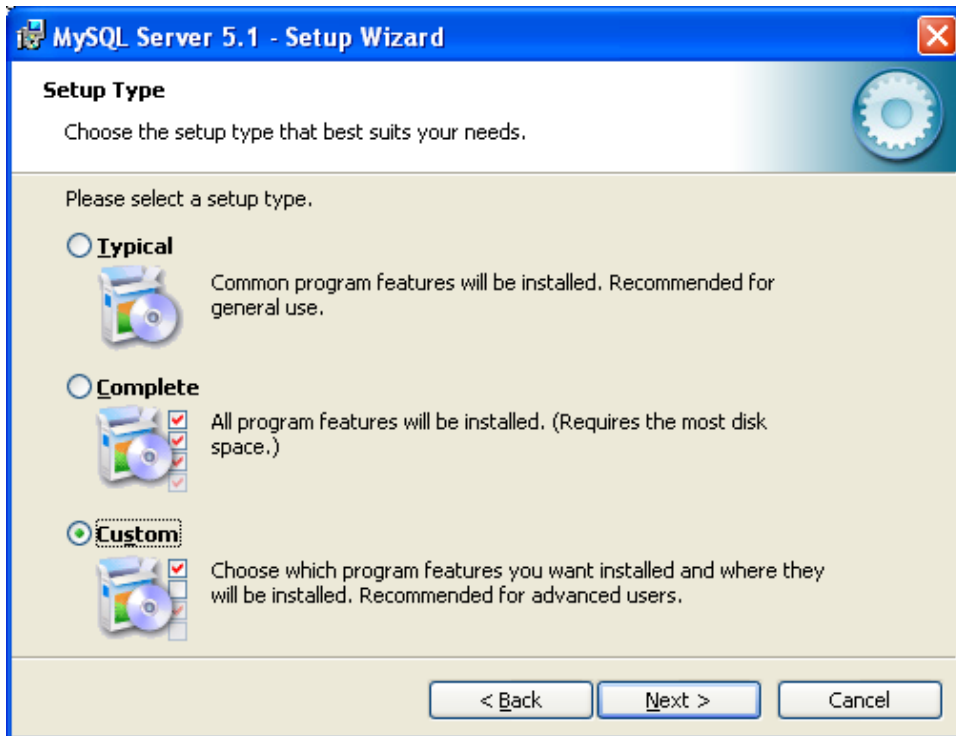 MySQL Server 5.1 - Setup Wizard
Setup Type
Choose the setup type that best suits your needs.
Please select a setup type.
Typical
Common program features will be installed. Recommended for
general use.
Complete
All program features will be installed. (Requires the most disk
space.)
Custom
Choose which program features you want installed and where they
will be installed. Recommended for advanced users.
< Back
Next >
Cancel